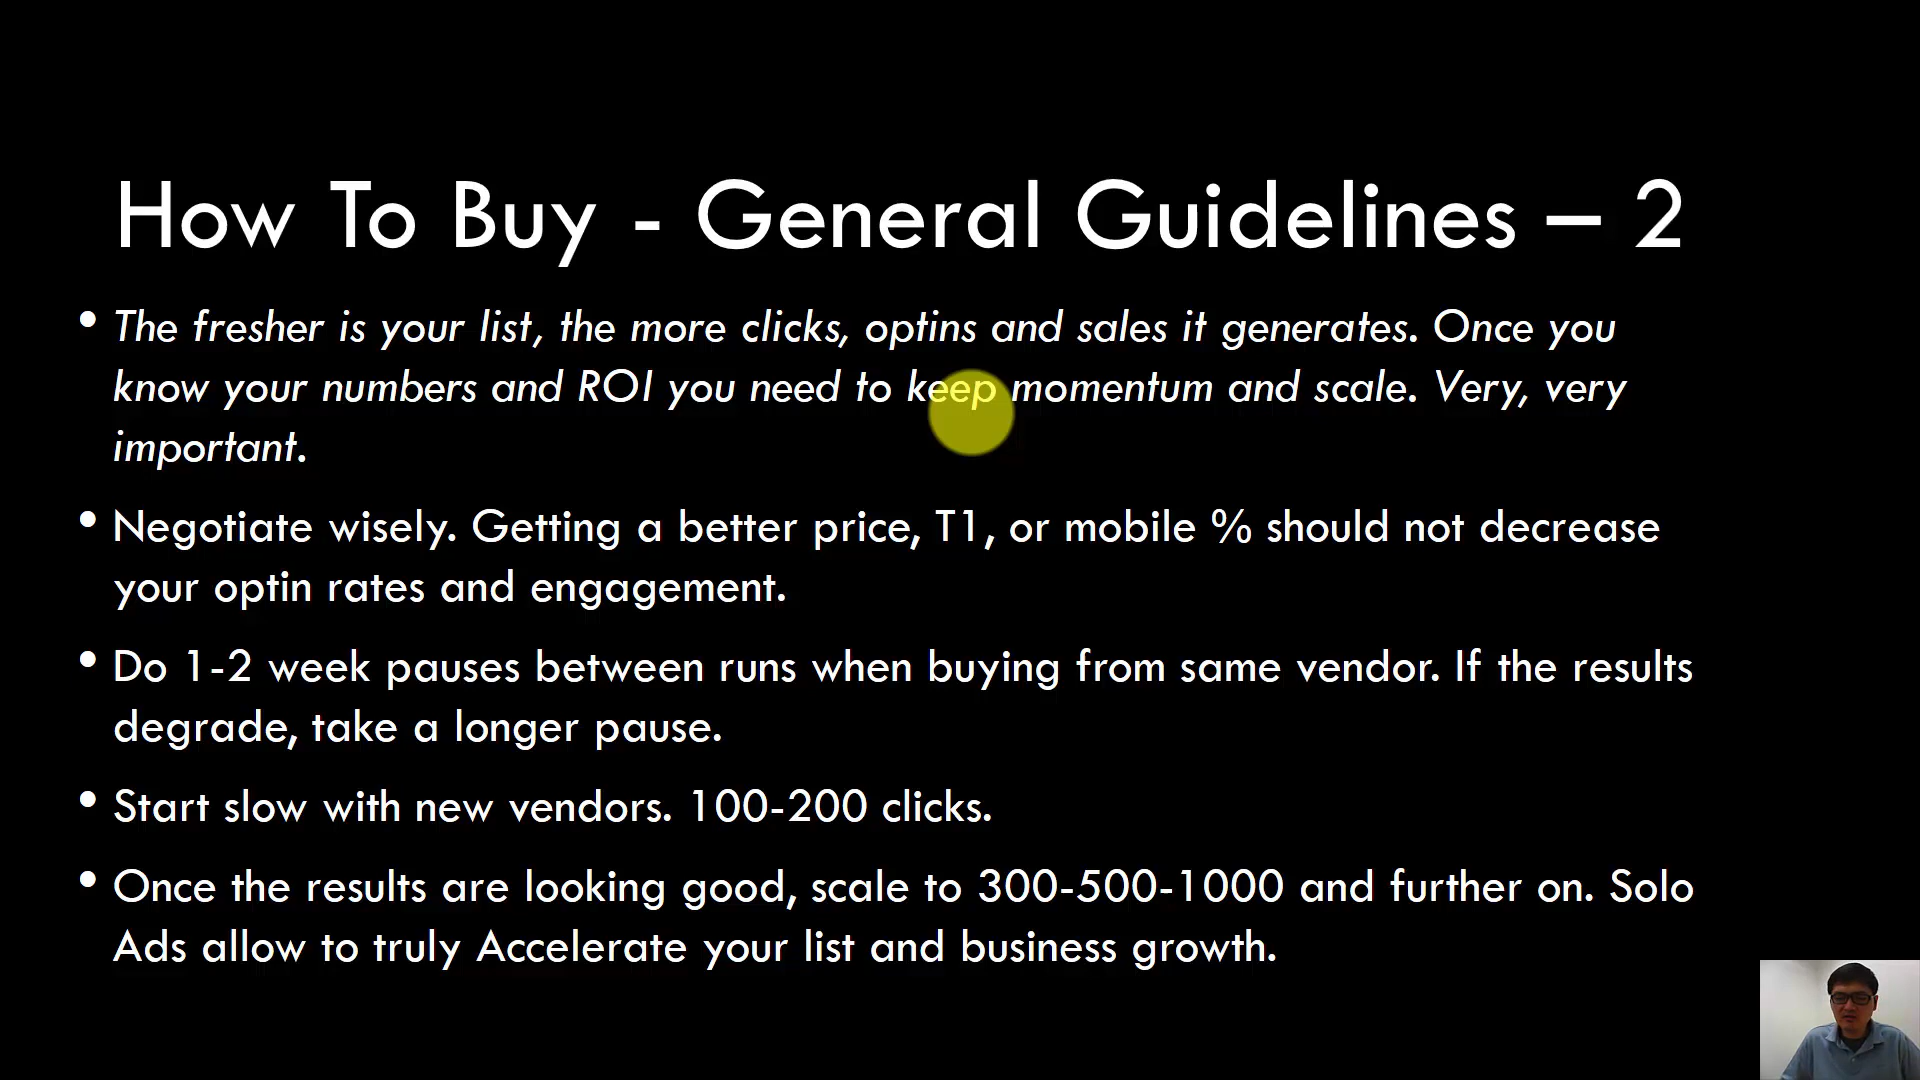 How To Buy - General Guidelines – 2
• The fresher is your list, the more clicks, optins and sales it generates. Once you
know your numbers and ROI you need to keep momentum and scale. Very, very
important.
• Negotiate wisely. Getting a better price, T1, or mobile % should not decrease
your optin rates and engagement.
• Do 1-2 week pauses between runs when buying from same vendor. If the results
degrade, take a longer pause.
• Start slow with new vendors. 100-200 clicks.
• Once the results are looking good, scale to 300-500-1000 and further on. Solo
Ads allow to truly Accelerate your list and business growth.